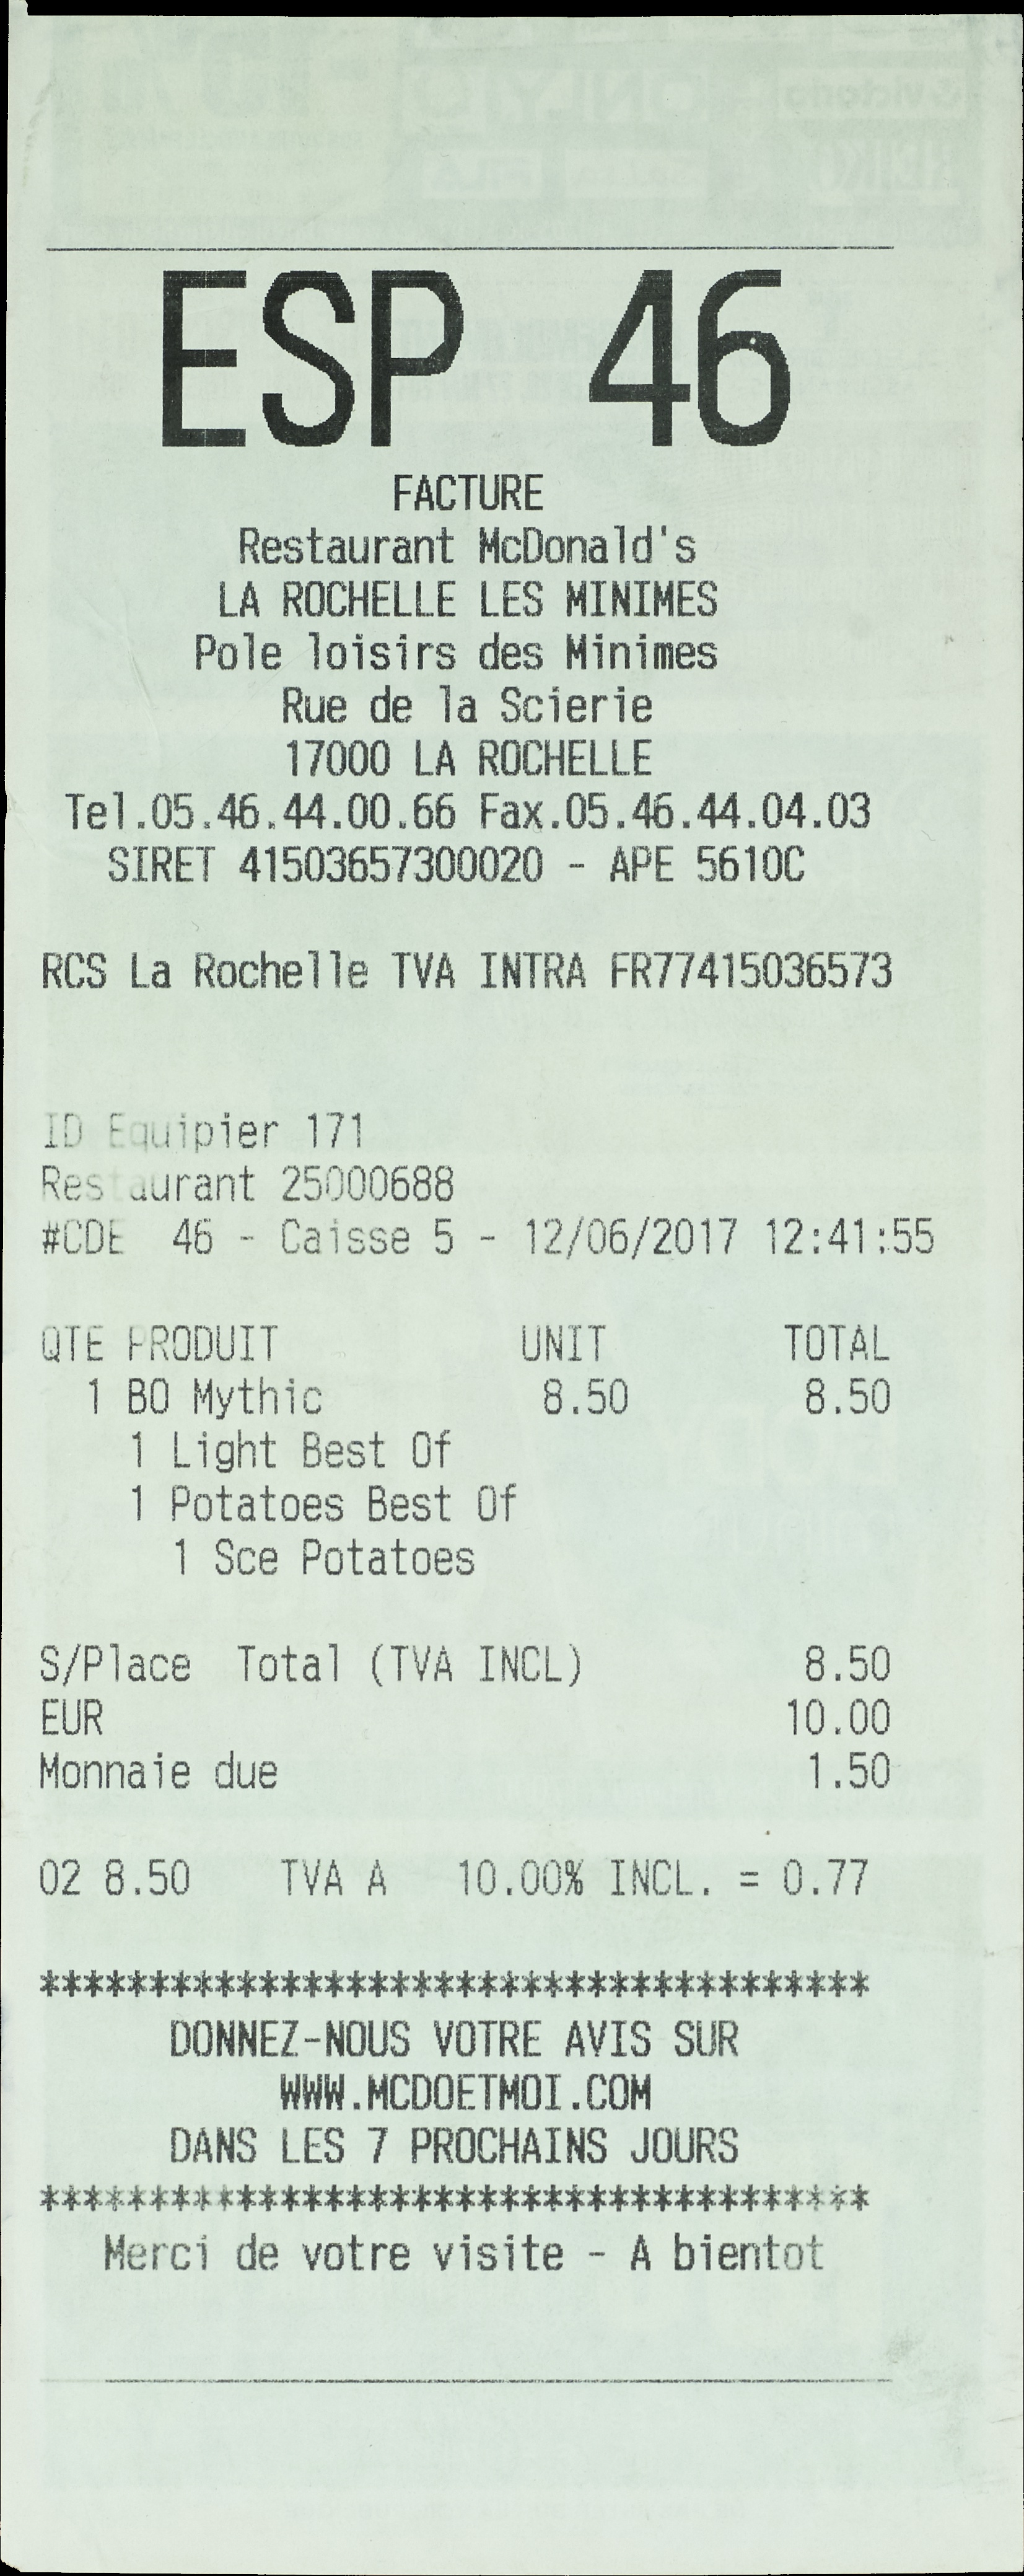 ESP 46
FACTURE
Restaurant McDonald's
LA ROCHELLE LES MINIMES
Pole loisirs des Minimes
Rue de la Scierie
17000 LA ROCHELLE
Tel.05.46.44.00.66 Fax.05.46.44.04.03
SIRET 41503657300020 - APE 5610C
RCS La Rochelle TVA INTRA FR77415036573
ID Equipier 171
Restaurant 25000688
#CDE 46 - Caisse 5 - 12/06/2017 12:41:55
QTE PRODUIT UNIT TOTAL
1 BO Mythic 8.50 8.50
1 Light Best Of
1 Potatoes Best Of
1 Sce Potatoes
S/Place Total (TVA INCL) 8.50
EUR 10.00
Monnaie due 1.50
02 8.50 TVA A 10.00% INCL. = 0.77
**************************************
DONNEZ-NOUS VOTRE AVIS SUR
WWW.MCDOETMOI.COM
DANS LES 7 PROCHAINS JOURS
**************************************
Merci de votre visite - A bientot